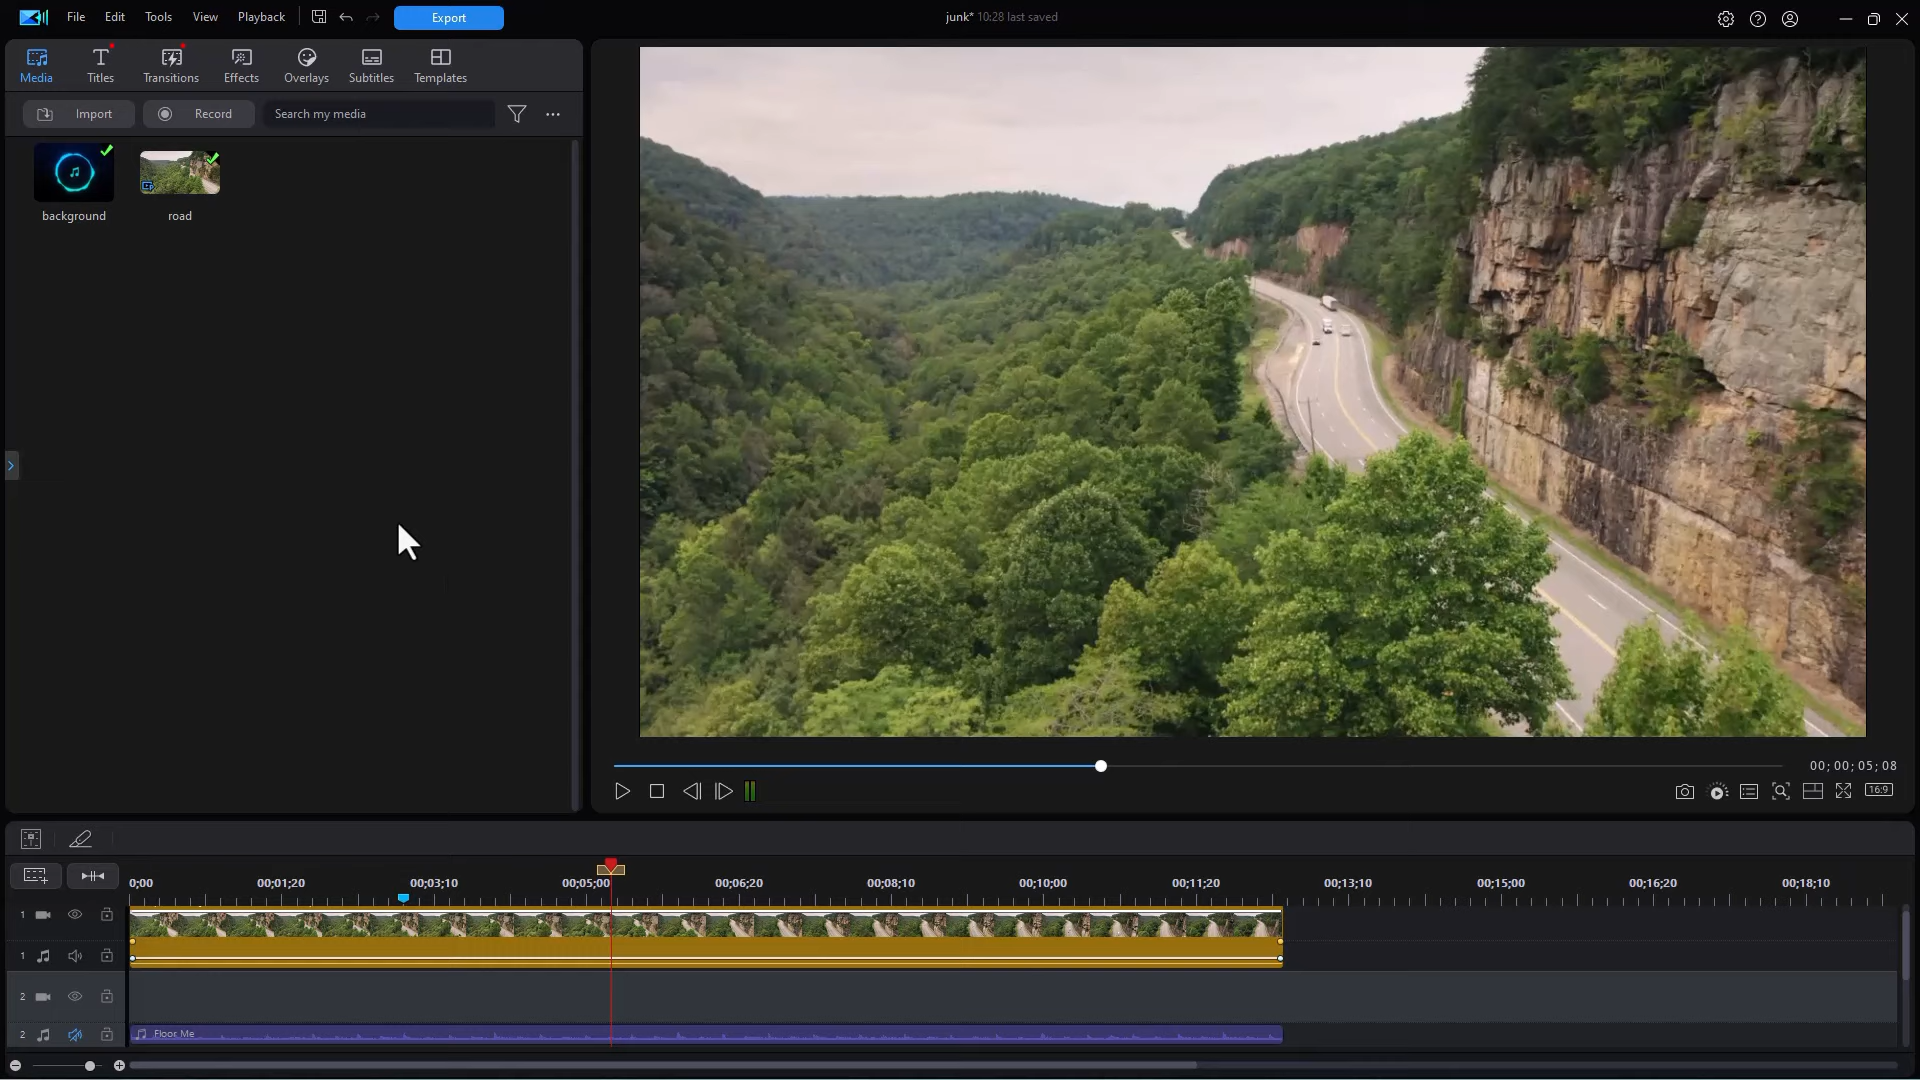 File Edit Tools View Playback Export junk* 10:28 last saved
Media Titles Transitions Effects Overlays Subtitles Templates
Import Record Search my media
background road
00;00;05;08
16:9
0;00 00;01;20 00;03;10 00;05;00 00;06;20 00;08;10 00;10;00 00;11;20 00;13;10 00;15;00 00;16;20 00;18;10
1
1
2
2 Floor Me